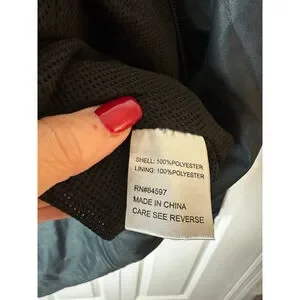 SHELL: 100%POLYESTER
LINING: 100%POLYESTER
RN#84597
MADE IN CHINA
CARE SEE REVERSE